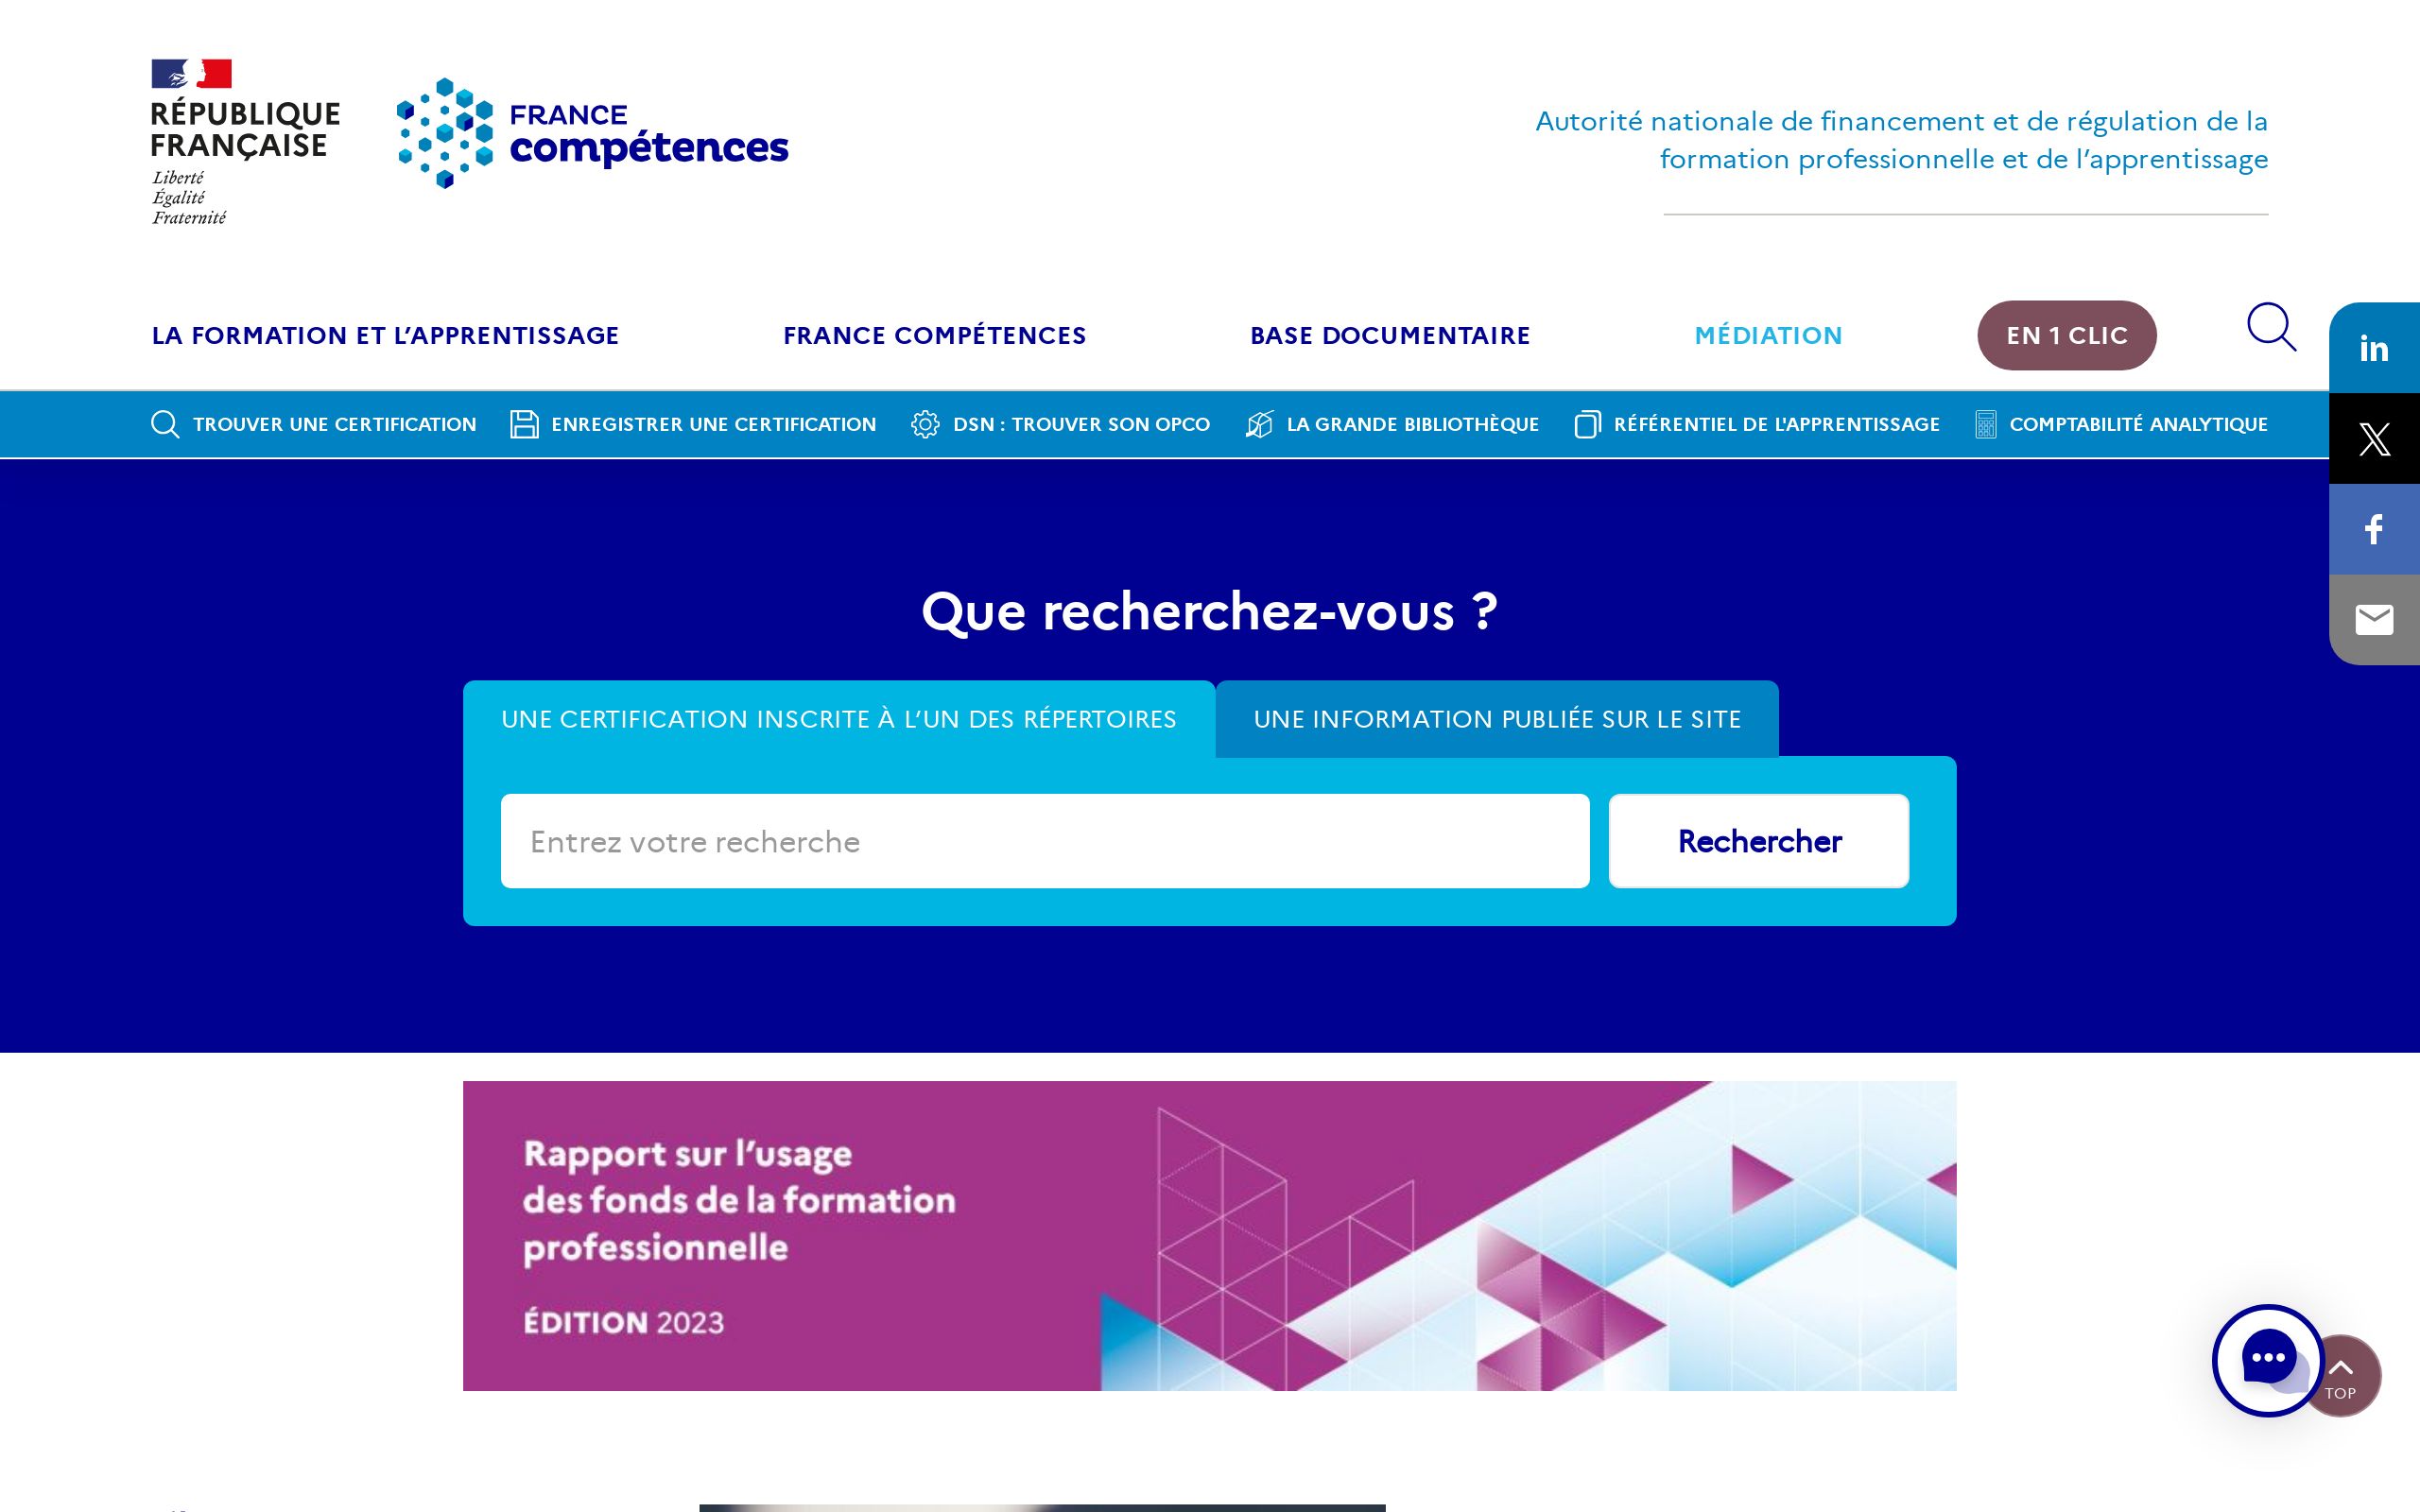 RÉPUBLIQUE
FRANÇAISE
Liberté
Égalité
Fraternité
FRANCE
compétences
Autorité nationale de financement et de régulation de la
formation professionnelle et de l’apprentissage
LA FORMATION ET L’APPRENTISSAGE
FRANCE COMPÉTENCES
BASE DOCUMENTAIRE
MÉDIATION
EN 1 CLIC
TROUVER UNE CERTIFICATION
ENREGISTRER UNE CERTIFICATION
DSN : TROUVER SON OPCO
LA GRANDE BIBLIOTHÈQUE
RÉFÉRENTIEL DE L'APPRENTISSAGE
COMPTABILITÉ ANALYTIQUE
in
X
f
Que recherchez-vous ?
UNE CERTIFICATION INSCRITE À L’UN DES RÉPERTOIRES
UNE INFORMATION PUBLIÉE SUR LE SITE
Entrez votre recherche
Rechercher
Rapport sur l’usage
des fonds de la formation
professionnelle
ÉDITION 2023
TOP